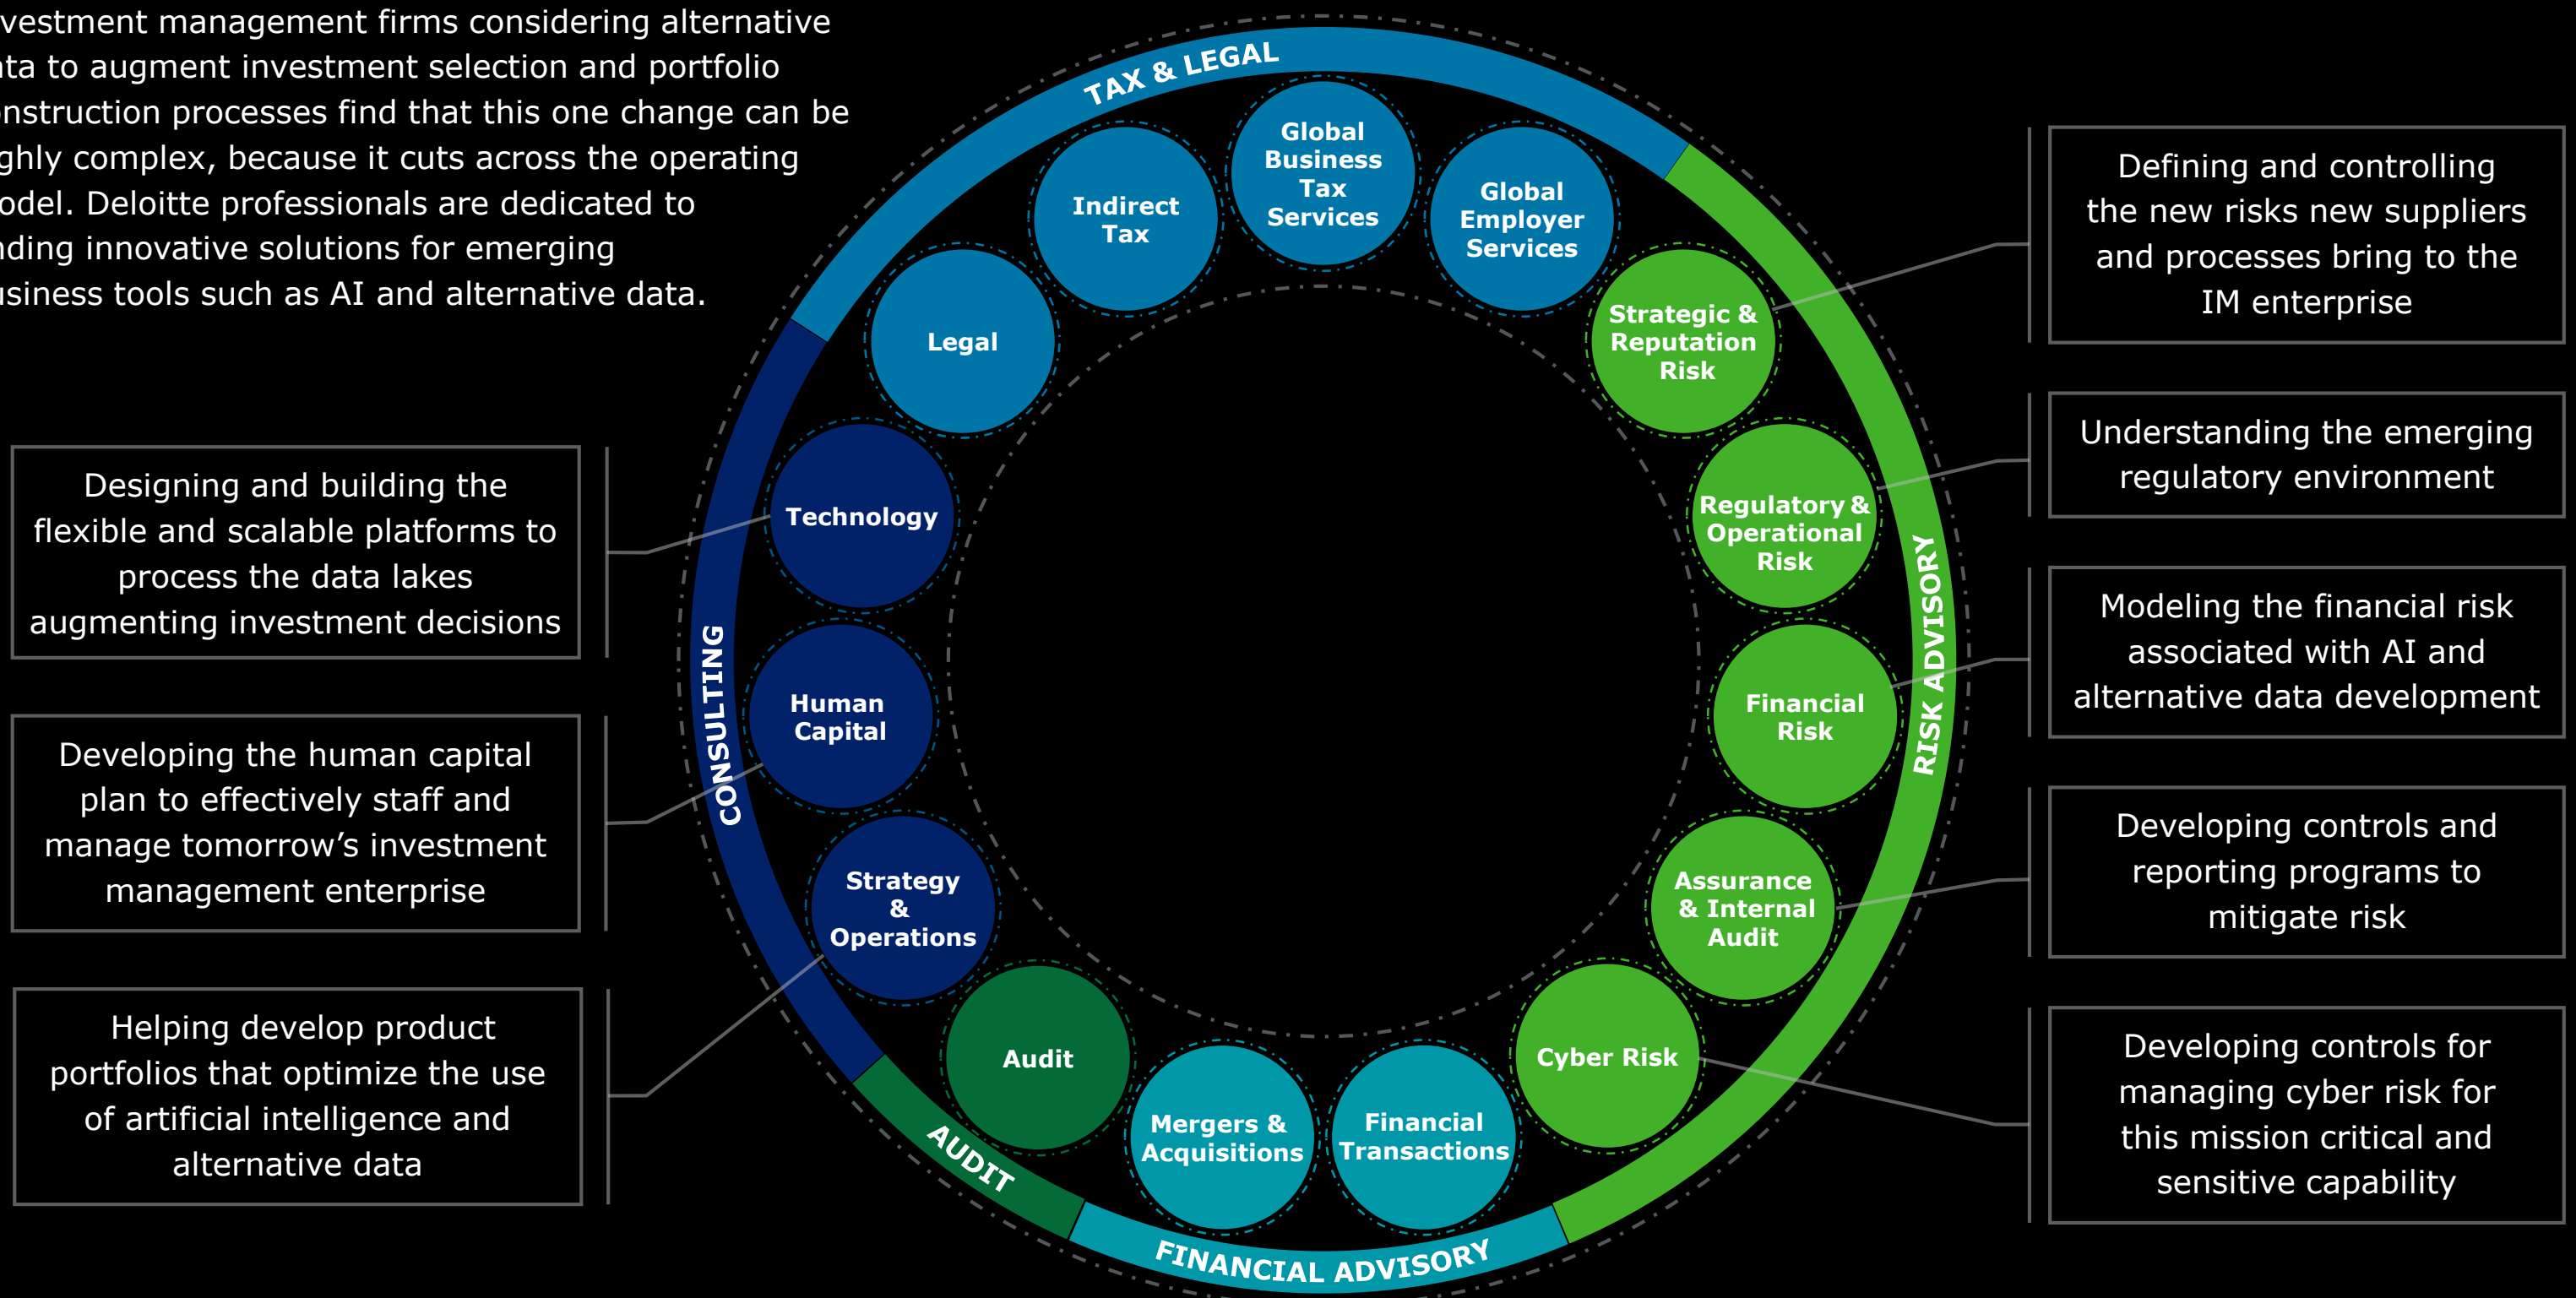 vestment management firms considering alternative
ta to augment investment selection and portfolio
nstruction processes find that this one change can be
ghly complex, because it cuts across the operating
odel. Deloitte professionals are dedicated to
nding innovative solutions for emerging
usiness tools such as AI and alternative data.
TAX & LEGAL
Global
Business
Tax
Services
Indirect
Tax
Global
Employer
Services
Legal
Strategic &
Reputation
Risk
Defining and controlling
the new risks new suppliers
and processes bring to the
IM enterprise
Technology
Designing and building the
flexible and scalable platforms to
process the data lakes
augmenting investment decisions
Regulatory &
Operational
Risk
Understanding the emerging
regulatory environment
CONSULTING
RISK ADVISORY
Human
Capital
Developing the human capital
plan to effectively staff and
manage tomorrow’s investment
management enterprise
Financial
Risk
Modeling the financial risk
associated with AI and
alternative data development
Strategy
&
Operations
Helping develop product
portfolios that optimize the use
of artificial intelligence and
alternative data
Assurance
& Internal
Audit
Developing controls and
reporting programs to
mitigate risk
Audit
Mergers &
Acquisitions
Financial
Transactions
Cyber Risk
Developing controls for
managing cyber risk for
this mission critical and
sensitive capability
AUDIT
FINANCIAL ADVISORY